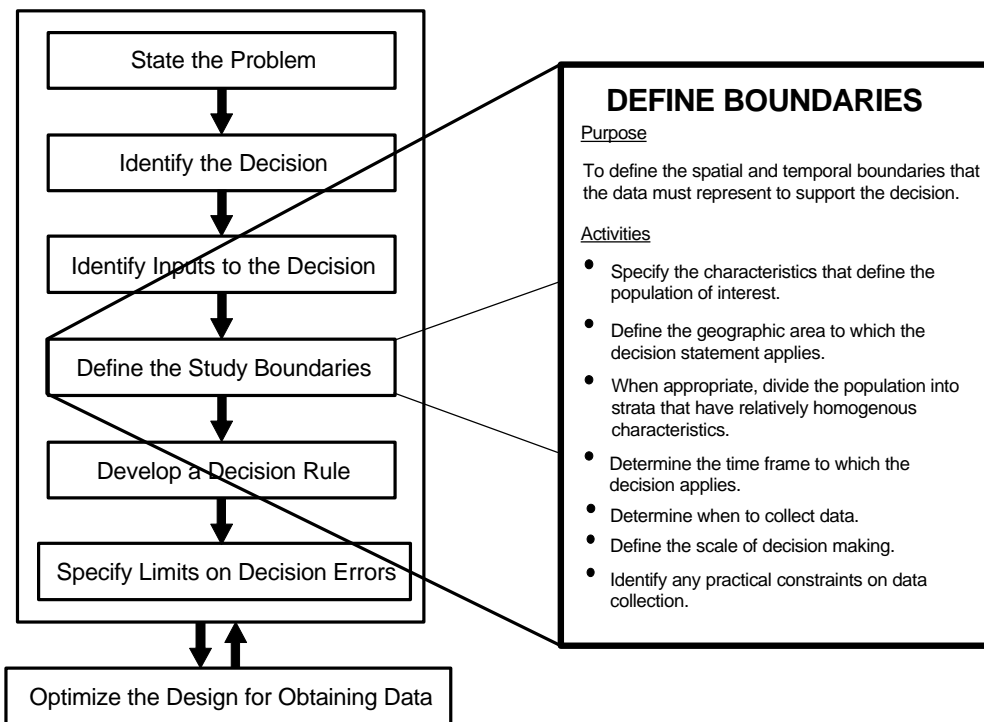 State the Problem
Identify the Decision
Identify Inputs to the Decision
Define the Study Boundaries
Develop a Decision Rule
Specify Limits on Decision Errors
Optimize the Design for Obtaining Data
DEFINE BOUNDARIES
Purpose
To define the spatial and temporal boundaries that
the data must represent to support the decision.
Activities
• Specify the characteristics that define the
population of interest.
• Define the geographic area to which the
decision statement applies.
• When appropriate, divide the population into
strata that have relatively homogenous
characteristics.
• Determine the time frame to which the
decision applies.
• Determine when to collect data.
• Define the scale of decision making.
• Identify any practical constraints on data
collection.